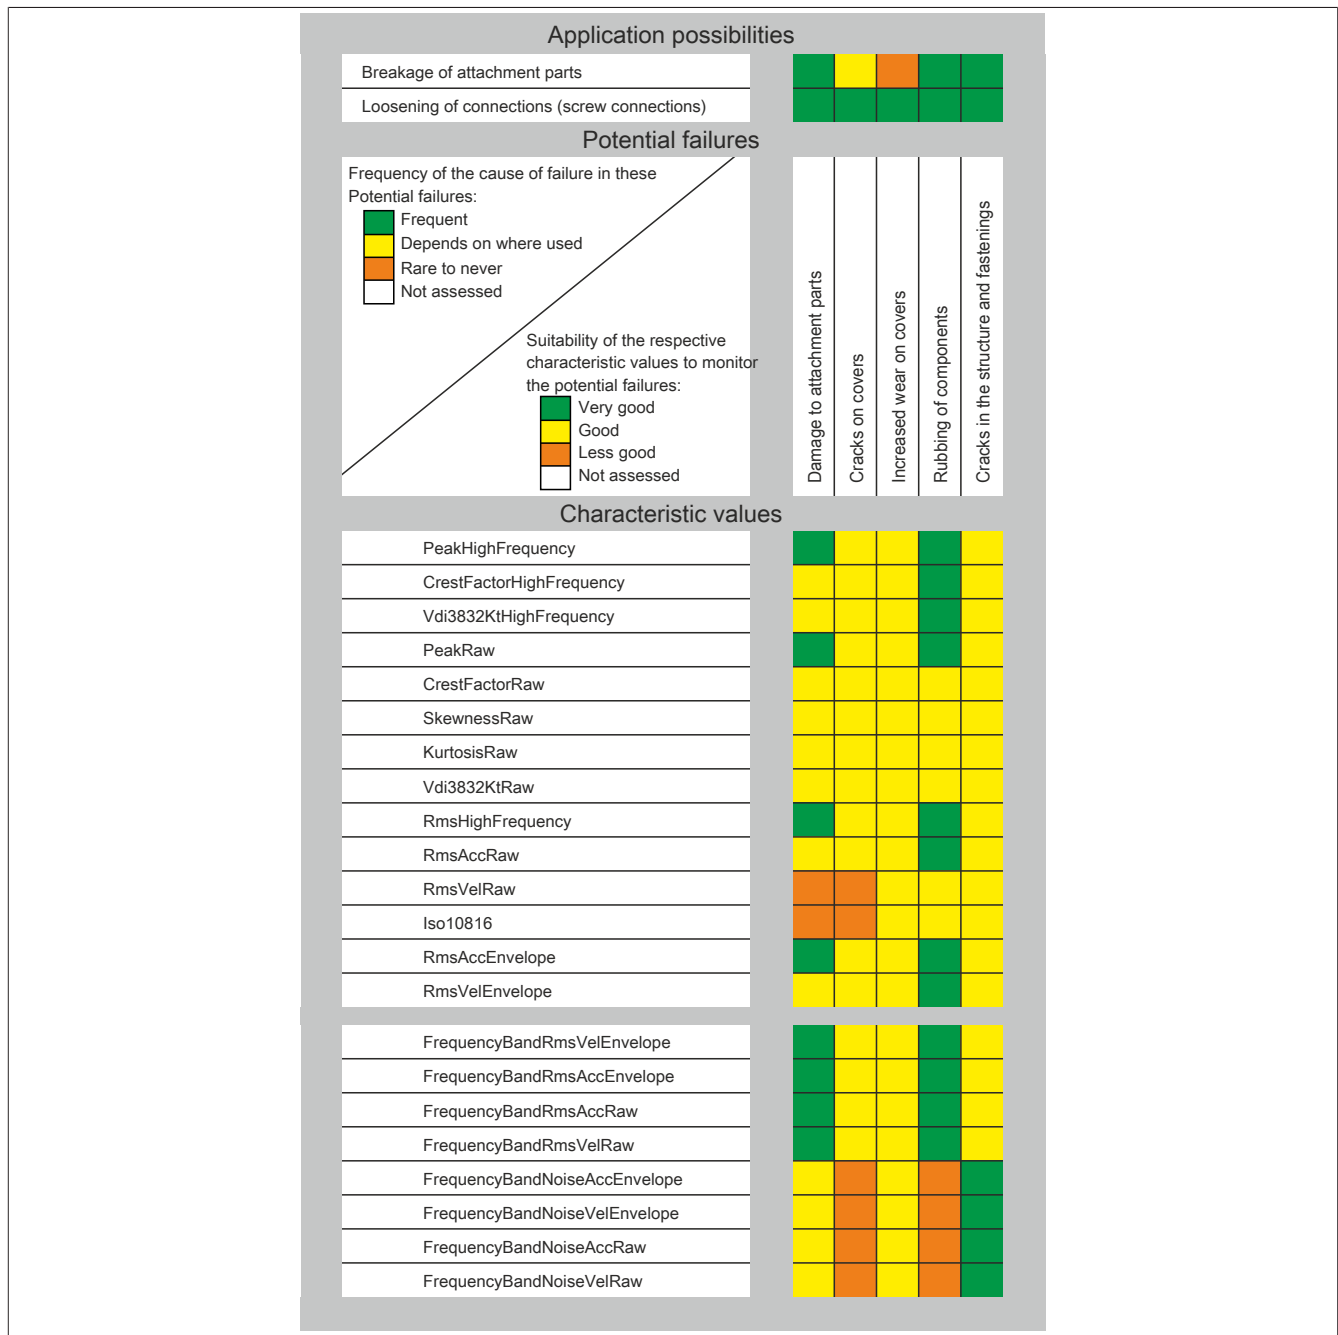 Application possibilities
Breakage of attachment parts
Loosening of connections (screw connections)
Potential failures
Frequency of the cause of failure in these
Potential failures:
Frequent
Depends on where used
Rare to never
Not assessed
Suitability of the respective
characteristic values to monitor
the potential failures:
Very good
Good
Less good
Not assessed
Damage to attachment parts
Cracks on covers
Increased wear on covers
Rubbing of components
Cracks in the structure and fastenings
Characteristic values
PeakHighFrequency
CrestFactorHighFrequency
Vdi3832KtHighFrequency
PeakRaw
CrestFactorRaw
SkewnessRaw
KurtosisRaw
Vdi3832KtRaw
RmsHighFrequency
RmsAccRaw
RmsVelRaw
Iso10816
RmsAccEnvelope
RmsVelEnvelope
FrequencyBandRmsVelEnvelope
FrequencyBandRmsAccEnvelope
FrequencyBandRmsAccRaw
FrequencyBandRmsVelRaw
FrequencyBandNoiseAccEnvelope
FrequencyBandNoiseVelEnvelope
FrequencyBandNoiseAccRaw
FrequencyBandNoiseVelRaw